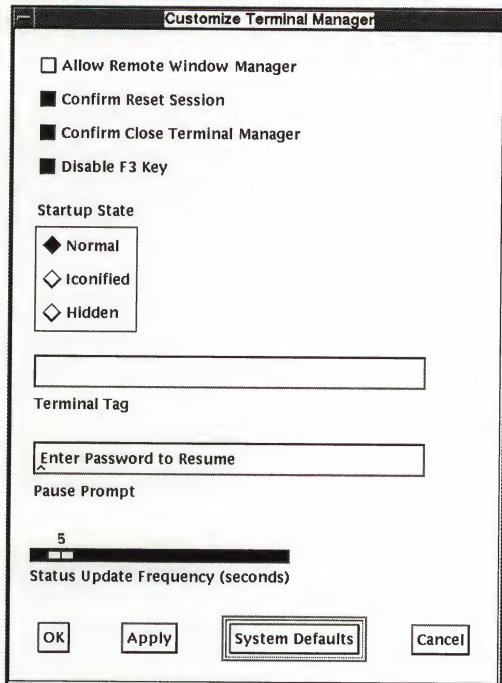 Customize Terminal Manager
Allow Remote Window Manager
Confirm Reset Session
Confirm Close Terminal Manager
Disable F3 Key
Startup State
Normal
Iconified
Hidden
Terminal Tag
Enter Password to Resume
Pause Prompt
5
Status Update Frequency (seconds)
OK Apply System Defaults Cancel